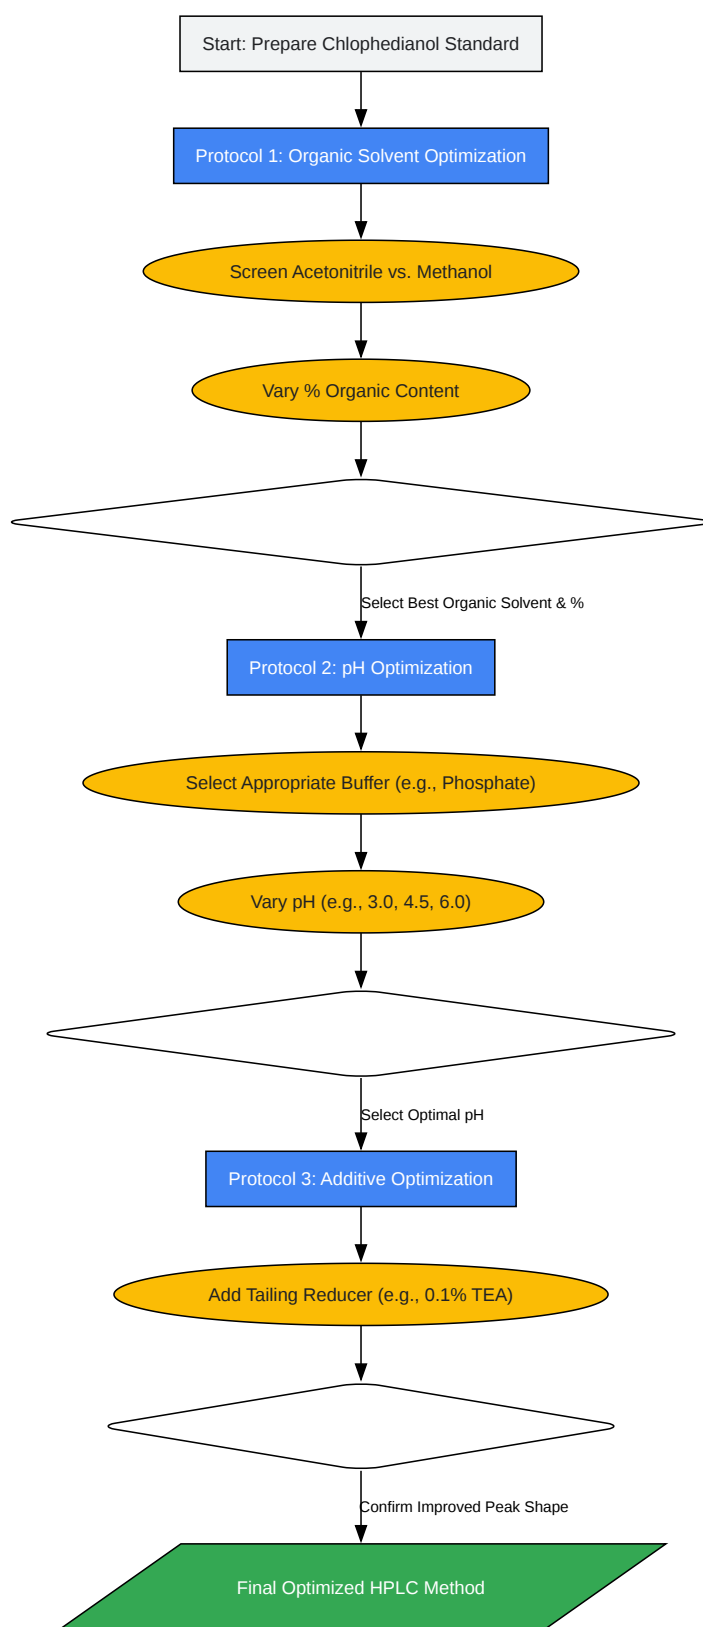 Start: Prepare Chlophedianol Standard
Protocol 1: Organic Solvent Optimization
Screen Acetonitrile vs. Methanol
Vary % Organic Content
Select Best Organic Solvent & %
Protocol 2: pH Optimization
Select Appropriate Buffer (e.g., Phosphate)
Vary pH (e.g., 3.0, 4.5, 6.0)
Select Optimal pH
Protocol 3: Additive Optimization
Add Tailing Reducer (e.g., 0.1% TEA)
Confirm Improved Peak Shape
Final Optimized HPLC Method